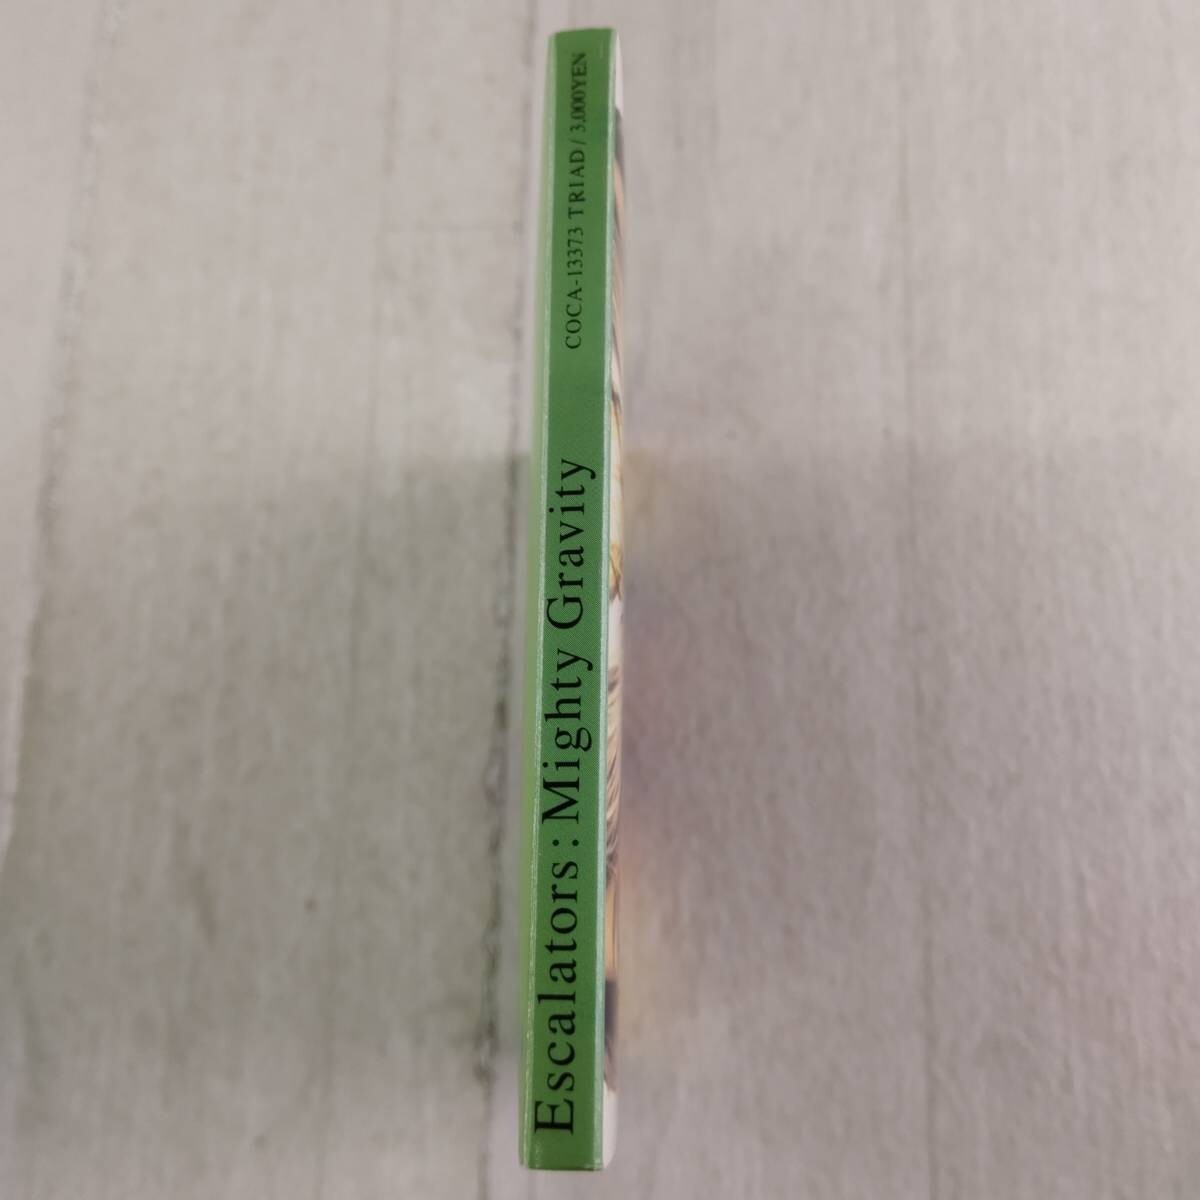 Escalators: Mighty Gravity
COCA-13373 TRIAD / 3,000YEN